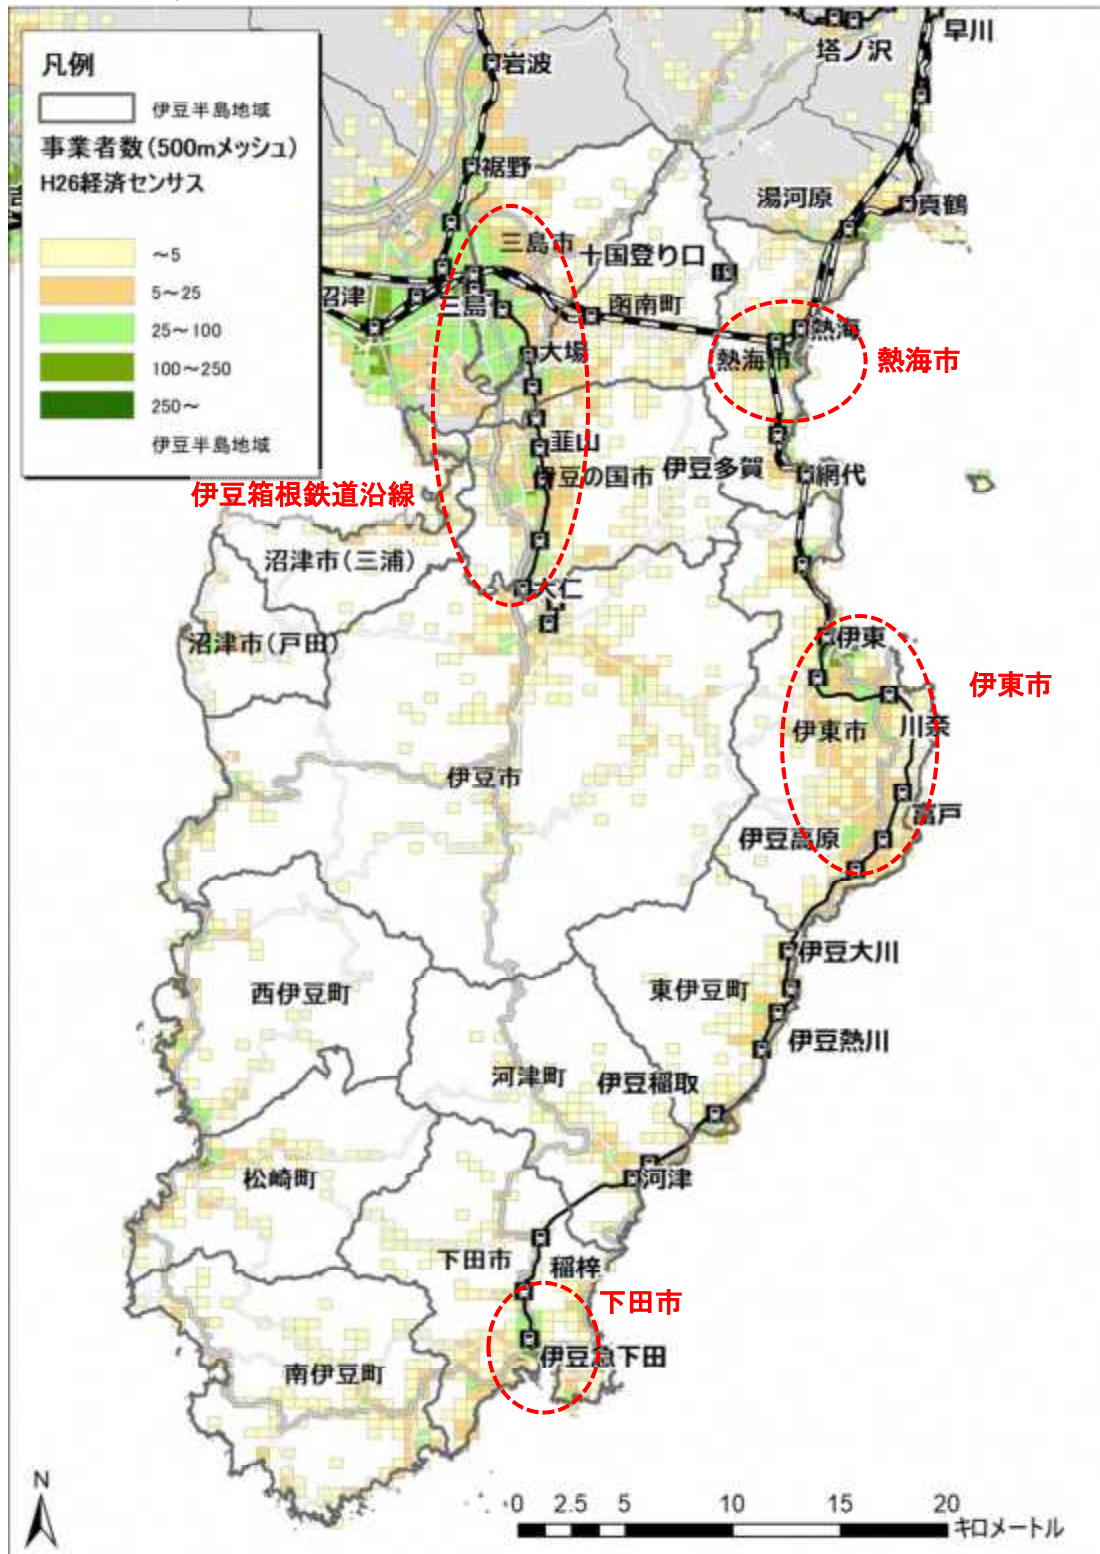 凡例
伊豆半島地域
事業者数(500mメッシュ)
H26経済センサス
～5
5～25
25～100
100～250
250～
伊豆半島地域
岩波
塔ノ沢
早川
裾野
湯河原
真鶴
三島市
十国登り口
沼津
三島
函南町
熱海
大場
熱海市
熱海市
韮山
伊豆の国市
伊豆多賀
網代
伊豆箱根鉄道沿線
沼津市(三浦)
大仁
沼津市(戸田)
伊東
伊東市
伊東市
川奈
伊豆市
富戸
伊豆高原
伊豆大川
西伊豆町
東伊豆町
伊豆熱川
河津町
伊豆稲取
松崎町
河津
下田市
稲梓
下田市
伊豆急下田
南伊豆町
N
0 2.5 5 10 15 20
キロメートル